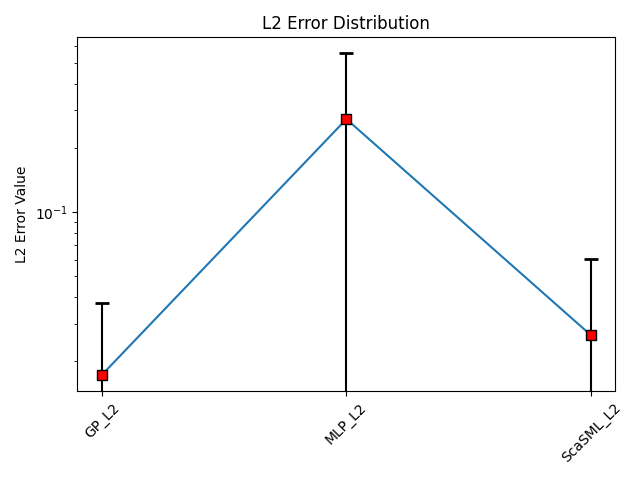 L2 Error Distribution
L2 Error Value
10⁻¹
GP_L2
MLP_L2
ScaSML_L2